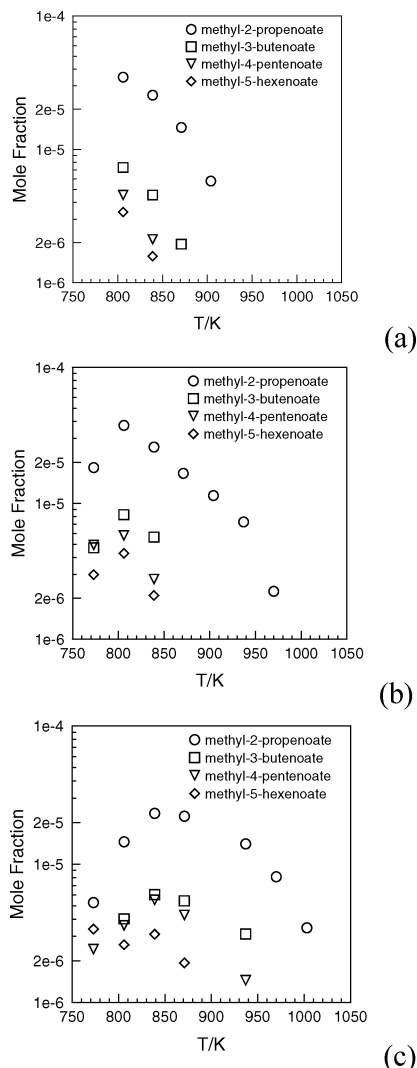 1e-4
methyl-2-propenoate
methyl-3-butenoate
methyl-4-pentenoate
methyl-5-hexenoate
2e-5
1e-5
Mole Fraction
2e-6
1e-6
750 800 850 900 950 1000 1050
T/K
(a)
1e-4
methyl-2-propenoate
methyl-3-butenoate
methyl-4-pentenoate
methyl-5-hexenoate
2e-5
1e-5
Mole Fraction
2e-6
1e-6
750 800 850 900 950 1000 1050
T/K
(b)
1e-4
methyl-2-propenoate
methyl-3-butenoate
methyl-4-pentenoate
methyl-5-hexenoate
2e-5
1e-5
Mole Fraction
2e-6
1e-6
750 800 850 900 950 1000 1050
T/K
(c)